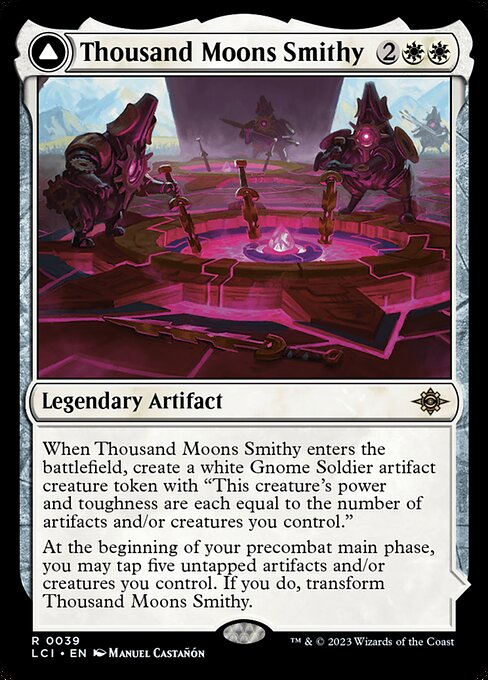 Thousand Moons Smithy 2
Legendary Artifact
When Thousand Moons Smithy enters the
battlefield, create a white Gnome Soldier artifact
creature token with “This creature’s power
and toughness are each equal to the number of
artifacts and/or creatures you control.”
At the beginning of your precombat main phase,
you may tap five untapped artifacts and/or
creatures you control. If you do, transform
Thousand Moons Smithy.
R 0039
LCI • EN Manuel Castañón
™ & © 2023 Wizards of the Coast